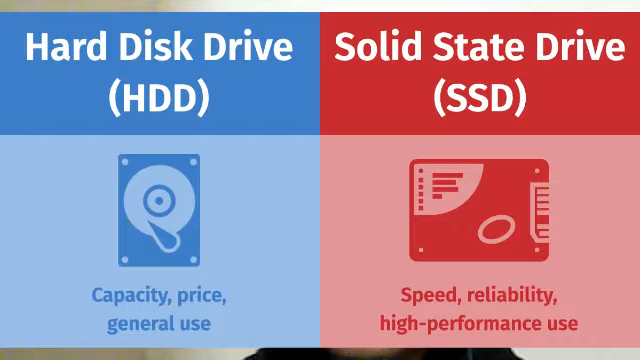 Hard Disk Drive
(HDD)
Capacity, price,
general use
Solid State Drive
(SSD)
Speed, reliability,
high-performance use